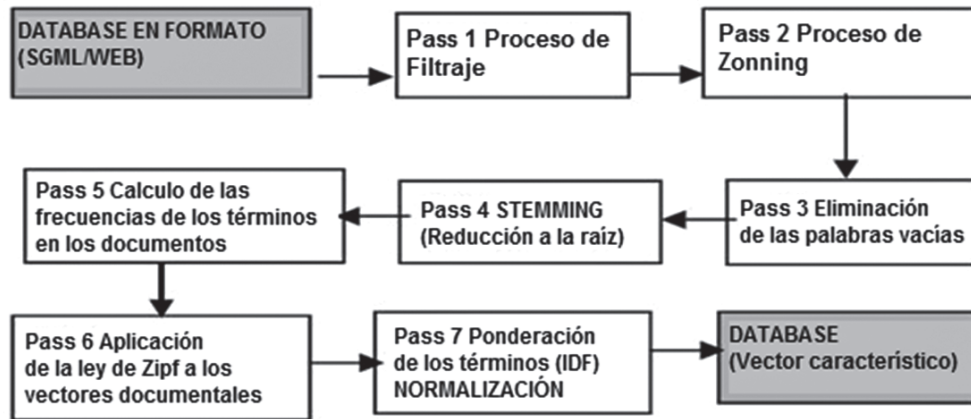 DATABASE EN FORMATO
(SGML/WEB)
Pass 1 Proceso de
Filtraje
Pass 2 Proceso de
Zonning
Pass 3 Eliminación
de las palabras vacías
Pass 4 STEMMING
(Reducción a la raíz)
Pass 5 Calculo de las
frecuencias de los términos
en los documentos
Pass 6 Aplicación
de la ley de Zipf a los
vectores documentales
Pass 7 Ponderación
de los términos (IDF)
NORMALIZACIÓN
DATABASE
(Vector característico)